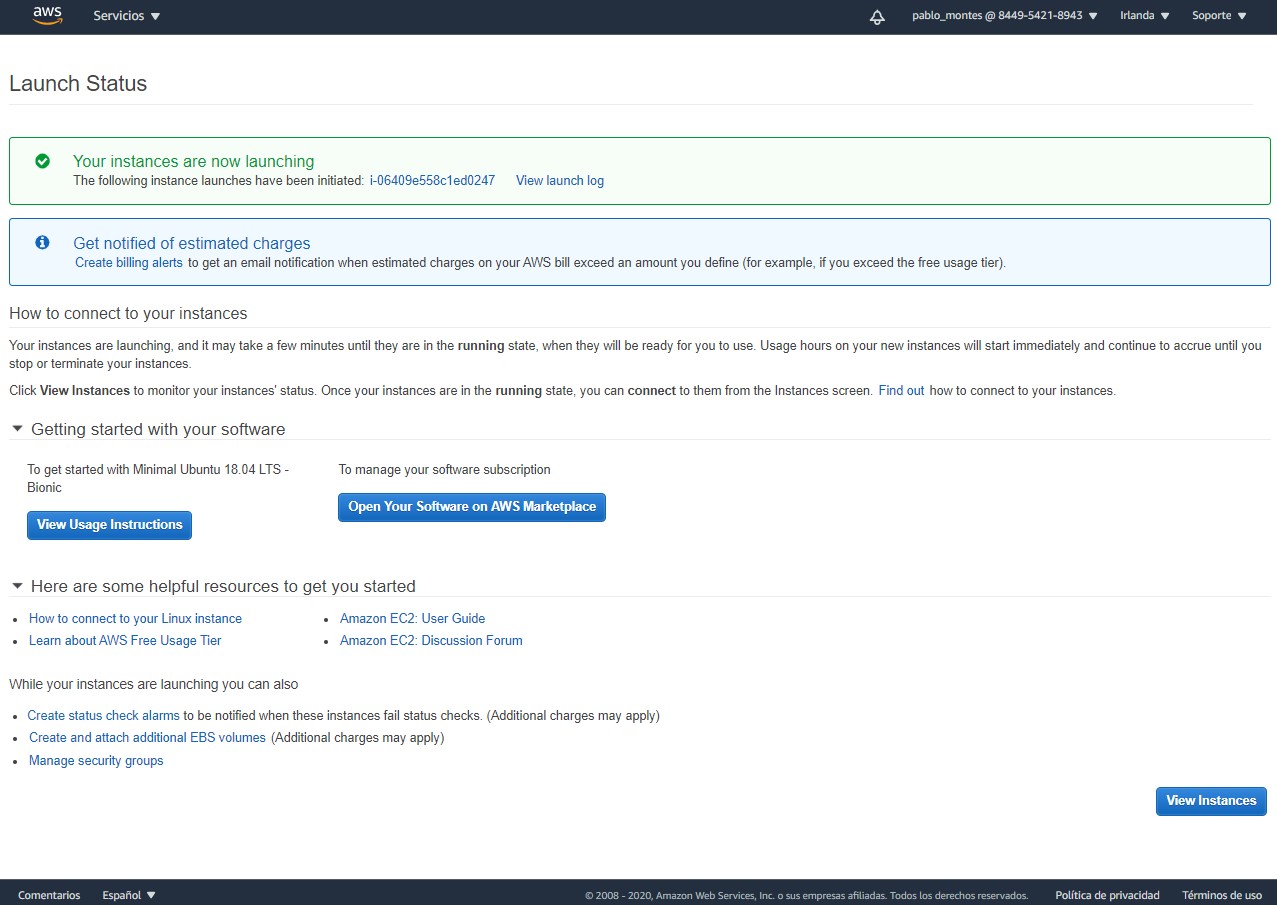 aws
Servicios
pablo_montes @ 8449-5421-8943
Irlanda
Soporte
Launch Status
Your instances are now launching
The following instance launches have been initiated: i-06409e558c1ed0247 View launch log
Get notified of estimated charges
Create billing alerts to get an email notification when estimated charges on your AWS bill exceed an amount you define (for example, if you exceed the free usage tier).
How to connect to your instances
Your instances are launching, and it may take a few minutes until they are in the running state, when they will be ready for you to use. Usage hours on your new instances will start immediately and continue to accrue until you
stop or terminate your instances.
Click View Instances to monitor your instances' status. Once your instances are in the running state, you can connect to them from the Instances screen. Find out how to connect to your instances.
Getting started with your software
To get started with Minimal Ubuntu 18.04 LTS -
Bionic
View Usage Instructions
To manage your software subscription
Open Your Software on AWS Marketplace
Here are some helpful resources to get you started
How to connect to your Linux instance
Learn about AWS Free Usage Tier
Amazon EC2: User Guide
Amazon EC2: Discussion Forum
While your instances are launching you can also
Create status check alarms to be notified when these instances fail status checks. (Additional charges may apply)
Create and attach additional EBS volumes (Additional charges may apply)
Manage security groups
View Instances
Comentarios
Español
© 2008 - 2020, Amazon Web Services, Inc. o sus empresas afiliadas. Todos los derechos reservados.
Política de privacidad
Términos de uso